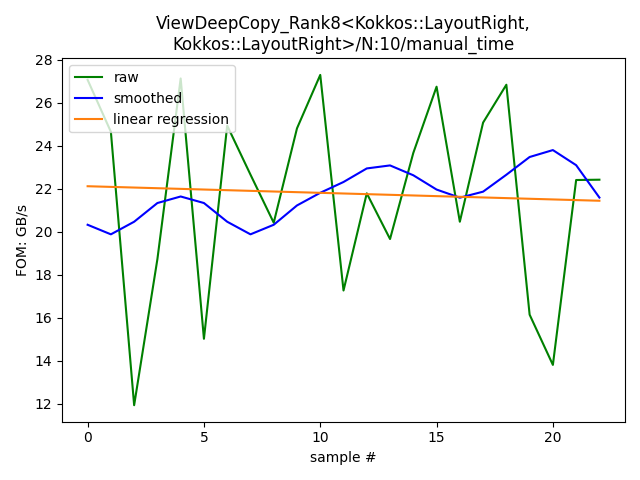 ViewDeepCopy_Rank8<Kokkos::LayoutRight,
Kokkos::LayoutRight>/N:10/manual_time
raw
smoothed
linear regression
FOM: GB/s
28
26
24
22
20
18
16
14
12
0
5
10
15
20
sample #